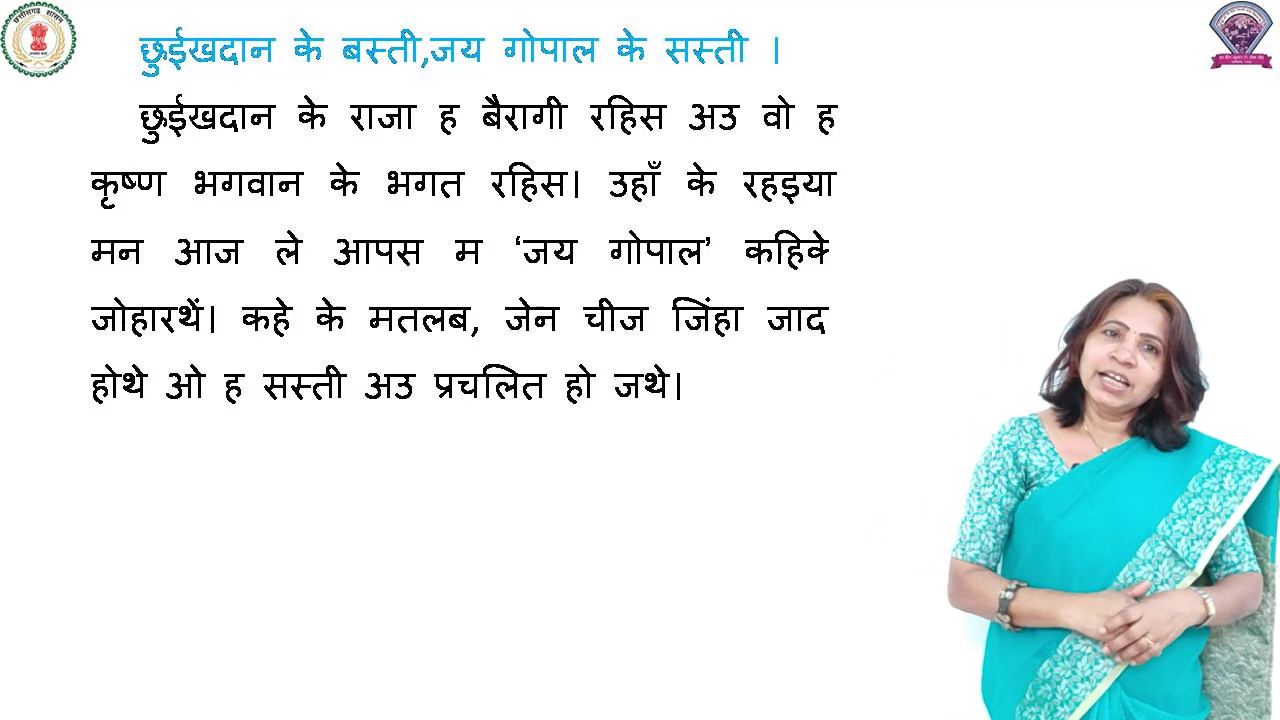 छुईखदान के बस्ती,जय गोपाल के सस्ती ।
छुईखदान के राजा ह बैरागी रहिस अउ वो ह
कृष्ण भगवान के भगत रहिस। उहाँ के रहइया
मन आज ले आपस म ‘जय गोपाल’ कहिके
जोहारथें। कहे के मतलब, जेन चीज जिंहा जाद
होथे ओ ह सस्ती अउ प्रचलित हो जथे।